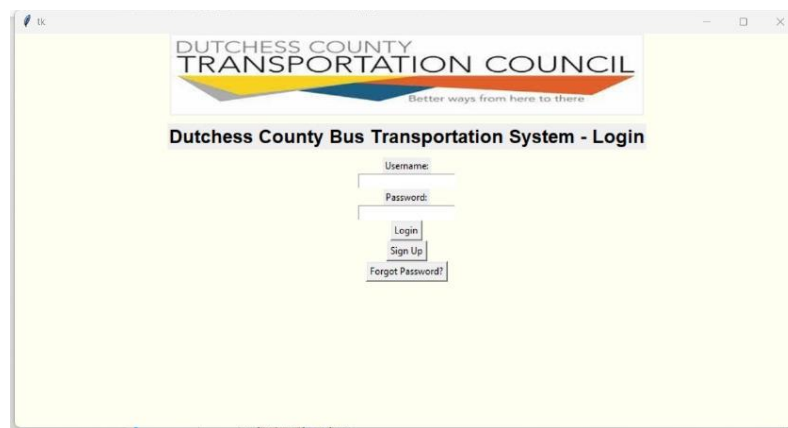 tk
DUTCHESS COUNTY
TRANSPORTATION COUNCIL
Better ways from here to there
Dutchess County Bus Transportation System - Login
Username:
Password:
Login
Sign Up
Forgot Password?